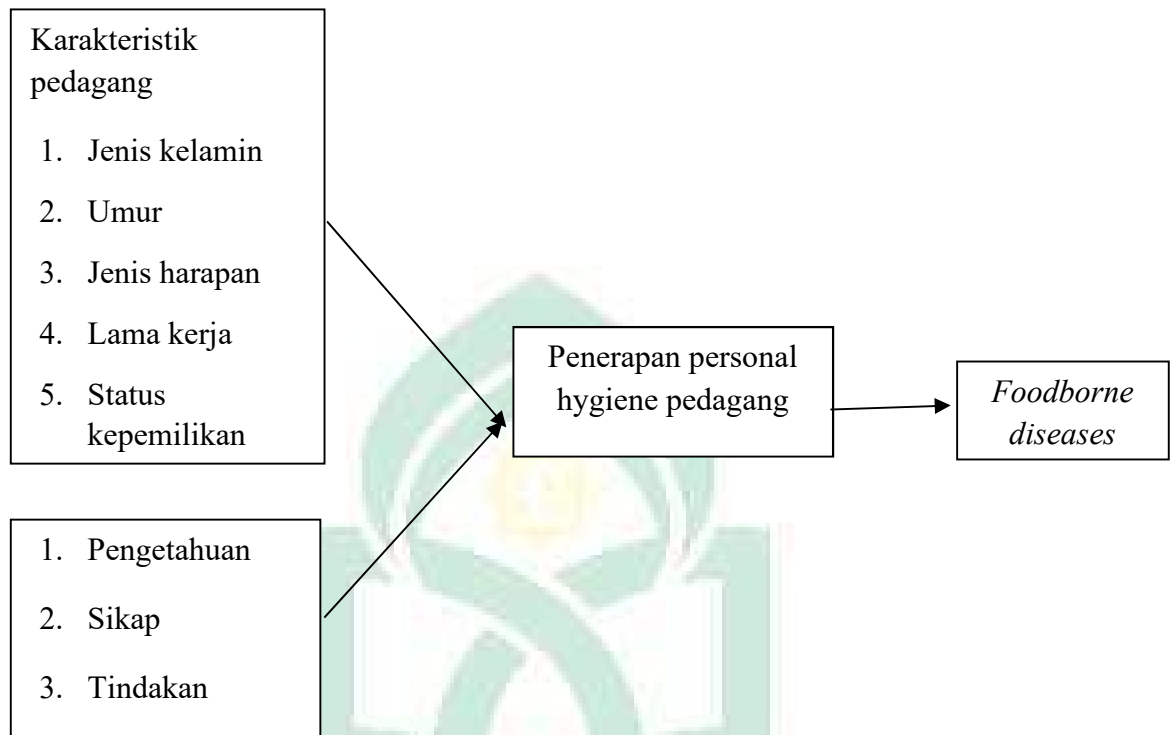 Karakteristik
pedagang
1. Jenis kelamin
2. Umur
3. Jenis harapan
4. Lama kerja
5. Status
kepemilikan
Penerapan personal
hygiene pedagang
Foodborne
diseases
1. Pengetahuan
2. Sikap
3. Tindakan